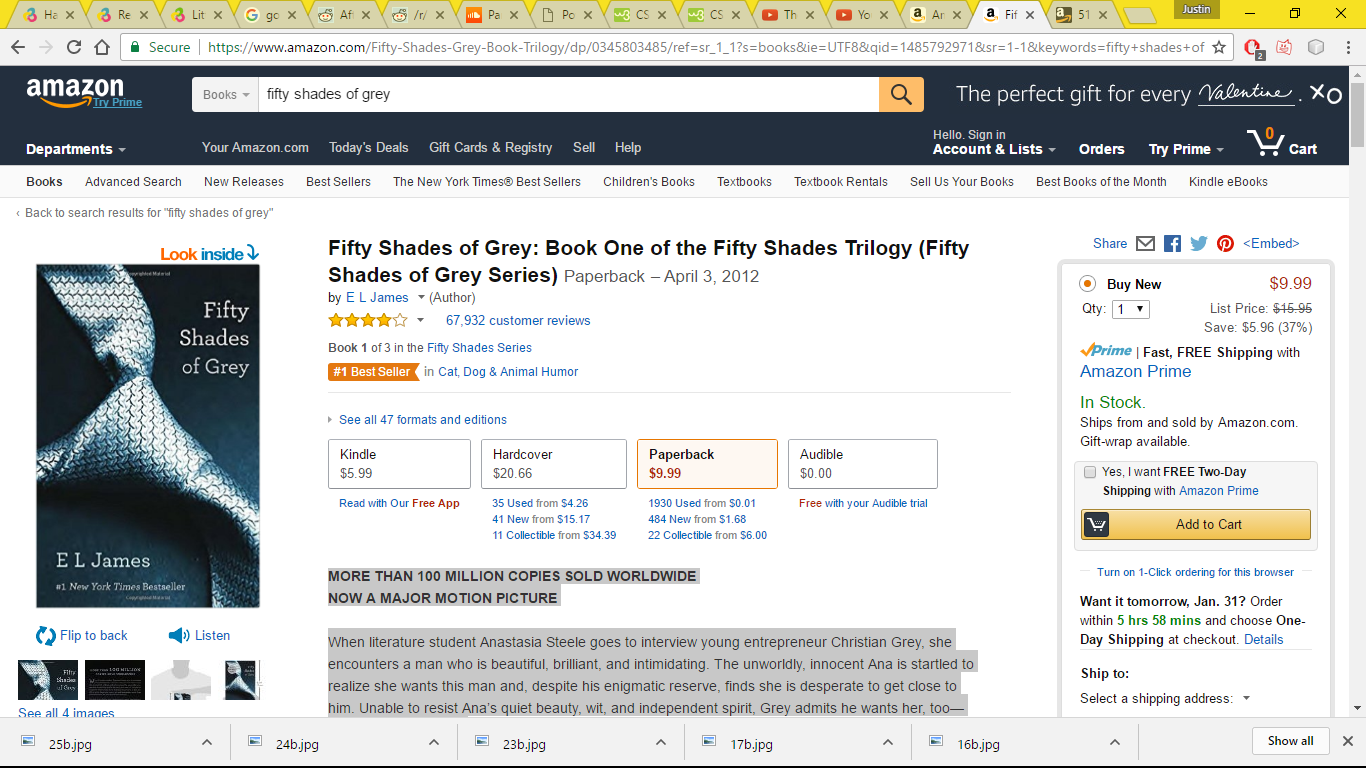 Ha
Re
Lit
go
Aft
/r/
Pa
Po
CS
CS
Th
Yo
Ar
Fif
51
Justin
Secure
https://www.amazon.com/Fifty-Shades-Grey-Book-Trilogy/dp/0345803485/ref=sr_1_1?s=books&ie=UTF8&qid=1485792971&sr=1-1&keywords=fifty+shades+of
2
amazon
Try Prime
Books
fifty shades of grey
The perfect gift for every Valentine. XO
Departments
Your Amazon.com
Today's Deals
Gift Cards & Registry
Sell
Help
Hello. Sign in
Account & Lists
Orders
Try Prime
0
Cart
Books
Advanced Search
New Releases
Best Sellers
The New York Times® Best Sellers
Children's Books
Textbooks
Textbook Rentals
Sell Us Your Books
Best Books of the Month
Kindle eBooks
‹ Back to search results for "fifty shades of grey"
Look inside
Copyrighted Material
Fifty
Shades
of Grey
E L James
#1 New York Times Bestseller
Copyrighted Material
Flip to back
Listen
See all 4 images
Fifty Shades of Grey: Book One of the Fifty Shades Trilogy (Fifty
Shades of Grey Series) Paperback – April 3, 2012
by E L James (Author)
67,932 customer reviews
Book 1 of 3 in the Fifty Shades Series
#1 Best Seller in Cat, Dog & Animal Humor
See all 47 formats and editions
Kindle
$5.99
Read with Our Free App
Hardcover
$20.66
35 Used from $4.26
41 New from $15.17
11 Collectible from $34.39
Paperback
$9.99
1930 Used from $0.01
484 New from $1.68
22 Collectible from $6.00
Audible
$0.00
Free with your Audible trial
MORE THAN 100 MILLION COPIES SOLD WORLDWIDE
NOW A MAJOR MOTION PICTURE
When literature student Anastasia Steele goes to interview young entrepreneur Christian Grey, she
encounters a man who is beautiful, brilliant, and intimidating. The unworldly, innocent Ana is startled to
realize she wants this man and, despite his enigmatic reserve, finds she is desperate to get close to
him. Unable to resist Ana's quiet beauty, wit, and independent spirit, Grey admits he wants her, too—
Share
<Embed>
Buy New
$9.99
Qty: 1
List Price: $15.95
Save: $5.96 (37%)
Prime | Fast, FREE Shipping with
Amazon Prime
In Stock.
Ships from and sold by Amazon.com.
Gift-wrap available.
Yes, I want FREE Two-Day
Shipping with Amazon Prime
Add to Cart
Turn on 1-Click ordering for this browser
Want it tomorrow, Jan. 31? Order
within 5 hrs 58 mins and choose One-
Day Shipping at checkout. Details
Ship to:
Select a shipping address:
25b.jpg
24b.jpg
23b.jpg
17b.jpg
16b.jpg
Show all